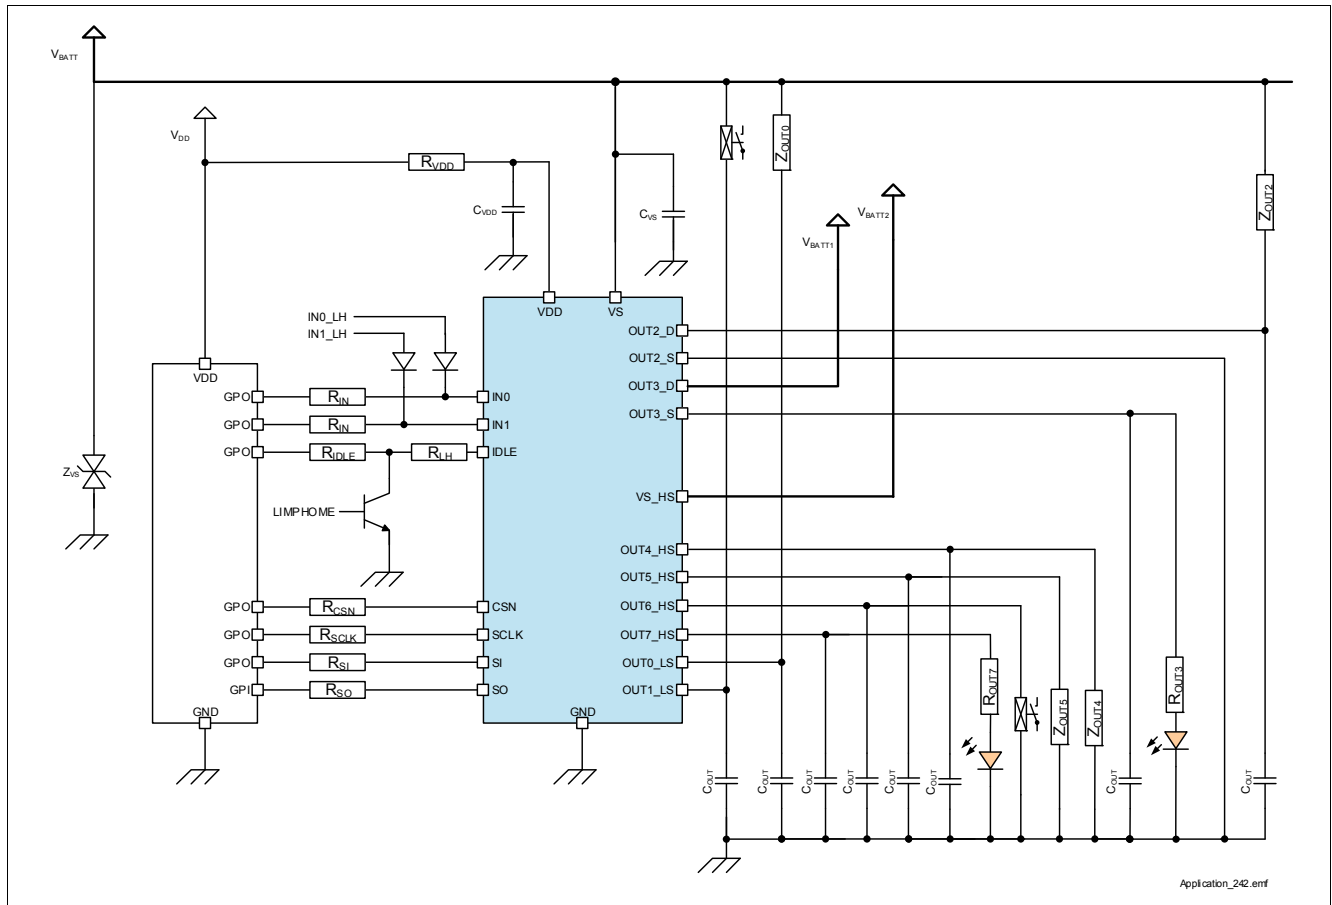 VBATT
VDD
RVDD
CVDD
CVS
ZOUT0
VBATT1
VBATT2
ZOUT2
IN0_LH
IN1_LH
VDD
VS
VDD
GPO
RIN
IN0
GPO
RIN
IN1
GPO
RIDLE
RLH
IDLE
ZVS
LIMPHOME
OUT2_D
OUT2_S
OUT3_D
OUT3_S
VS_HS
OUT4_HS
OUT5_HS
OUT6_HS
OUT7_HS
OUT0_LS
OUT1_LS
GPO
RCSN
CSN
GPO
RSCLK
SCLK
GPO
RSI
SI
GPI
RSO
SO
GND
GND
ROUT7
ZOUT5
ZOUT4
ROUT3
COUT
COUT
COUT
COUT
COUT
COUT
COUT
COUT
Application_242.emf